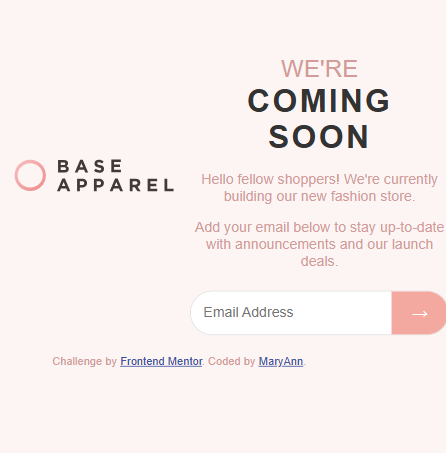 BASE
APPAREL
WE'RE
COMING
SOON
Hello fellow shoppers! We're currently
building our new fashion store.
Add your email below to stay up-to-date
with announcements and our launch
deals.
Email Address →
Challenge by Frontend Mentor. Coded by MaryAnn.